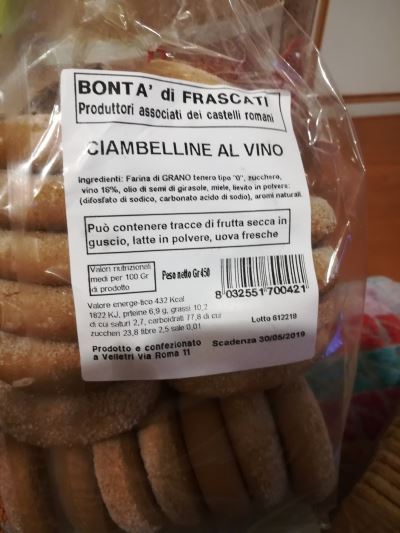 BONTA' di FRASCATI
Produttori associati dei castelli romani
CIAMBELLINE AL VINO
Ingredienti: Farina di GRANO tenero tipo "0", zucchero,
vino 16%, olio di semi di girasole, miele, lievito in polvere:
(difosfato di sodico, carbonato acido di sodio), aromi naturali.
Può contenere tracce di frutta secca in
guscio, latte in polvere, uova fresche
Valori nutrizionali
medi per 100 Gr
di prodotto
Peso netto Gr 450
8 032551 700421
Valore energe-tico 432 Kcal
1822 KJ, prteine 6,9 g, grassi 10,2
di cui saturi 2,7, carboidrati 77,8 di cui
zuccheri 23,8 fibre 2,5 sale 0,01
Lotto 612218
Prodotto e confezionato
a Velletri Via Roma 11
Scadenza 30/05/2019